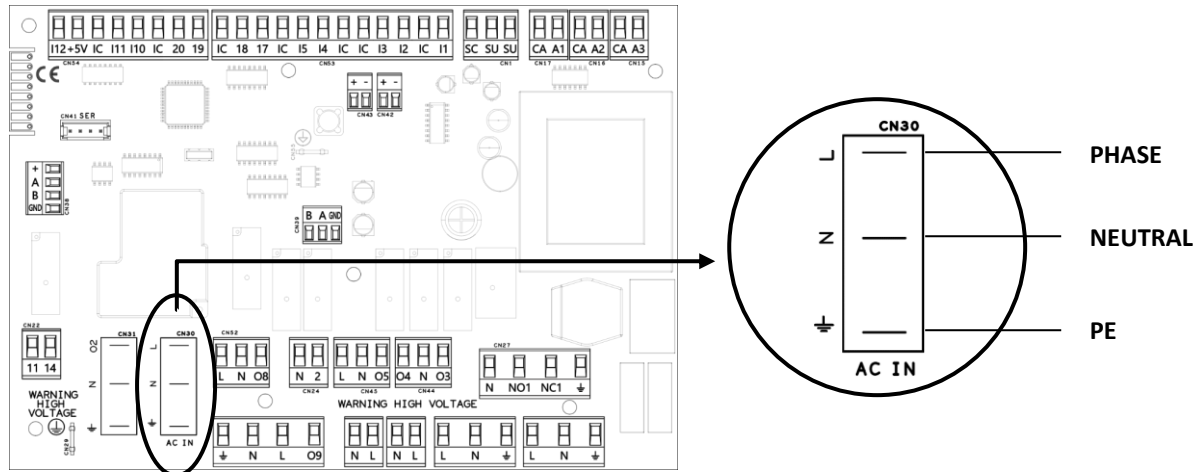 I12 +5V IC I11 I10 IC 20 19
IC 18 17 IC I5 I4 IC IC I3 I2 IC I1
SC SU SU
CA A1 CA A2 CA A3
CN54
CN53
CN1
CN17
CN16
CN15
CE
+ - + -
CN43 CN42
CN41 SER
+
A
B
GND
CN38
CN39
B A GND
CN30
L
PHASE
N
NEUTRAL
PE
AC IN
CN22
11 14
CN31
O2
N
CN30
L
N
AC IN
CN52
L N O8
N 2
CN24
L N O5
CN45
O4 N O3
CN44
CN27
N NO1 NC1
WARNING
HIGH
VOLTAGE
CN29
WARNING HIGH VOLTAGE
N L O9
N L
N L
L N
L N